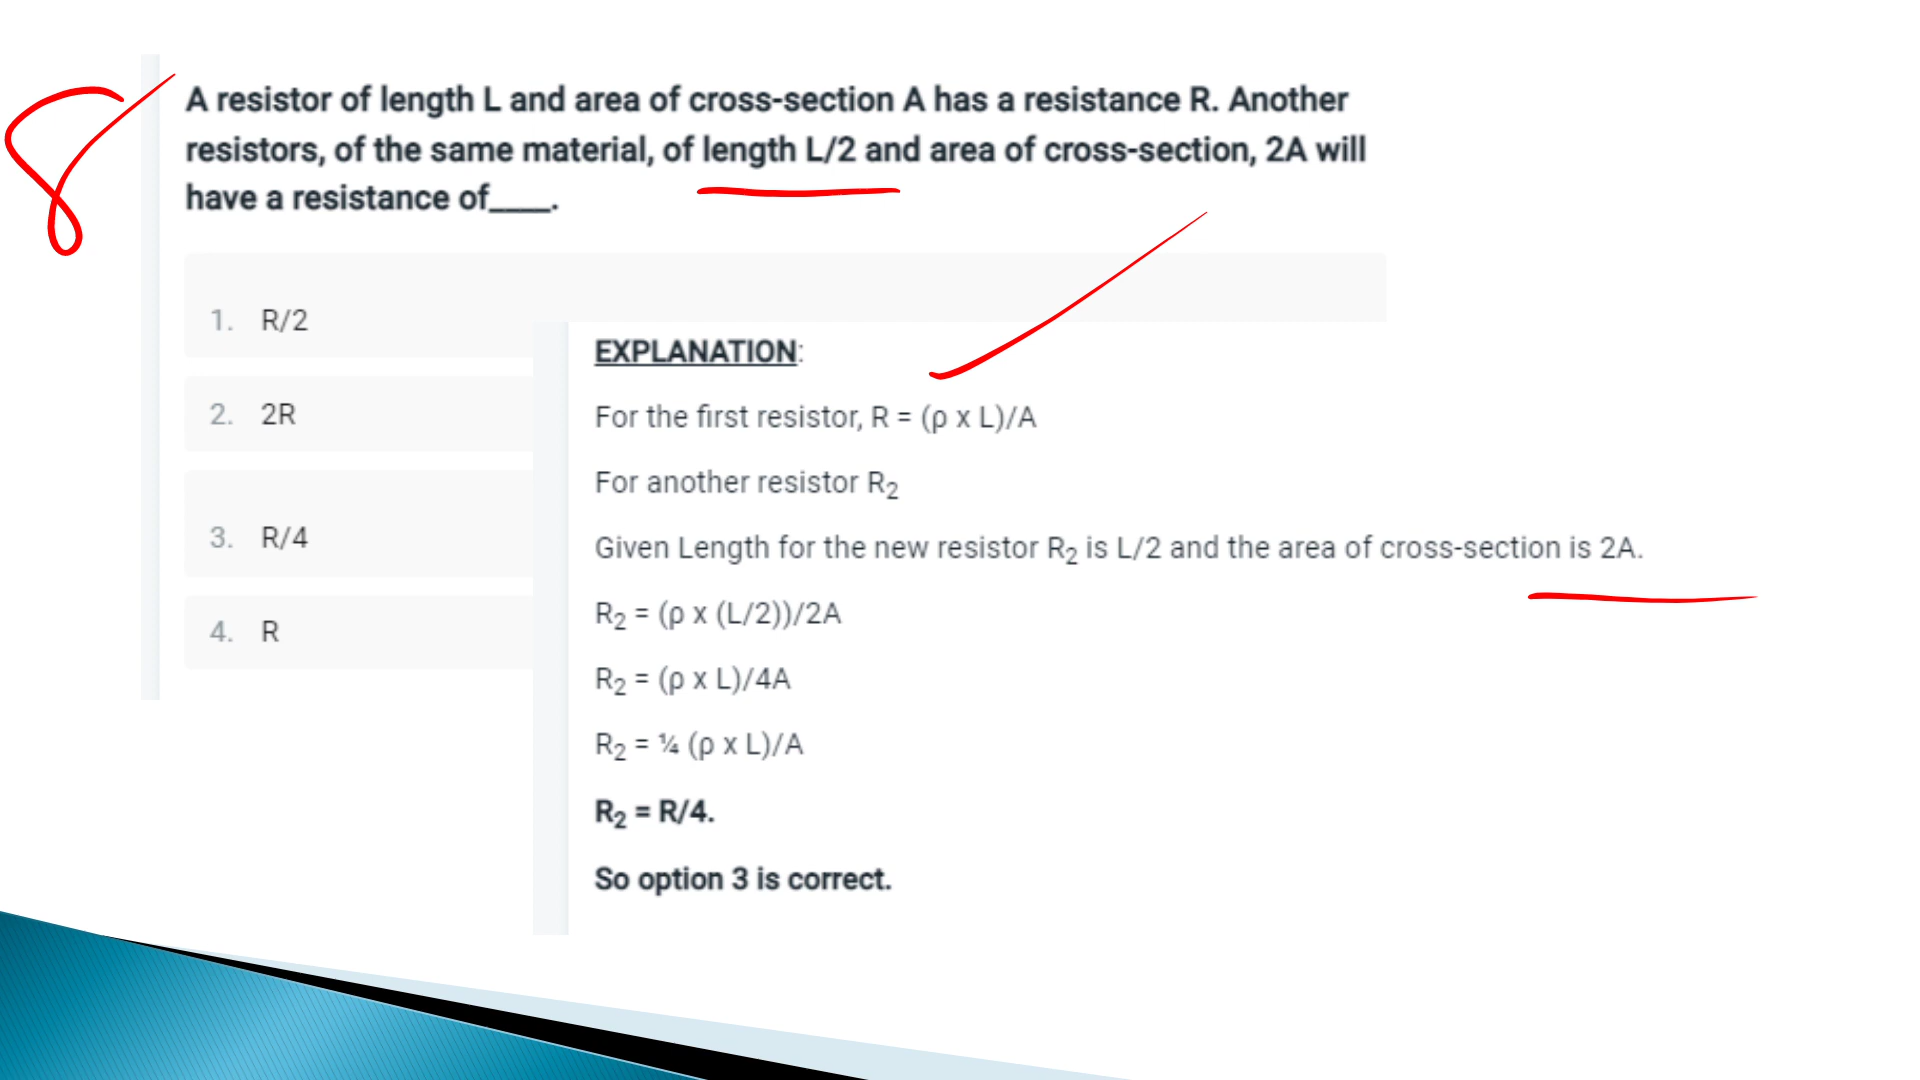 8
A resistor of length L and area of cross-section A has a resistance R. Another
resistors, of the same material, of length L/2 and area of cross-section, 2A will
have a resistance of____.
1. R/2
2. 2R
3. R/4
4. R
EXPLANATION:
For the first resistor, R = (ρ x L)/A
For another resistor R₂
Given Length for the new resistor R₂ is L/2 and the area of cross-section is 2A.
R₂ = (ρ x (L/2))/2A
R₂ = (ρ x L)/4A
R₂ = ¼ (ρ x L)/A
R₂ = R/4.
So option 3 is correct.